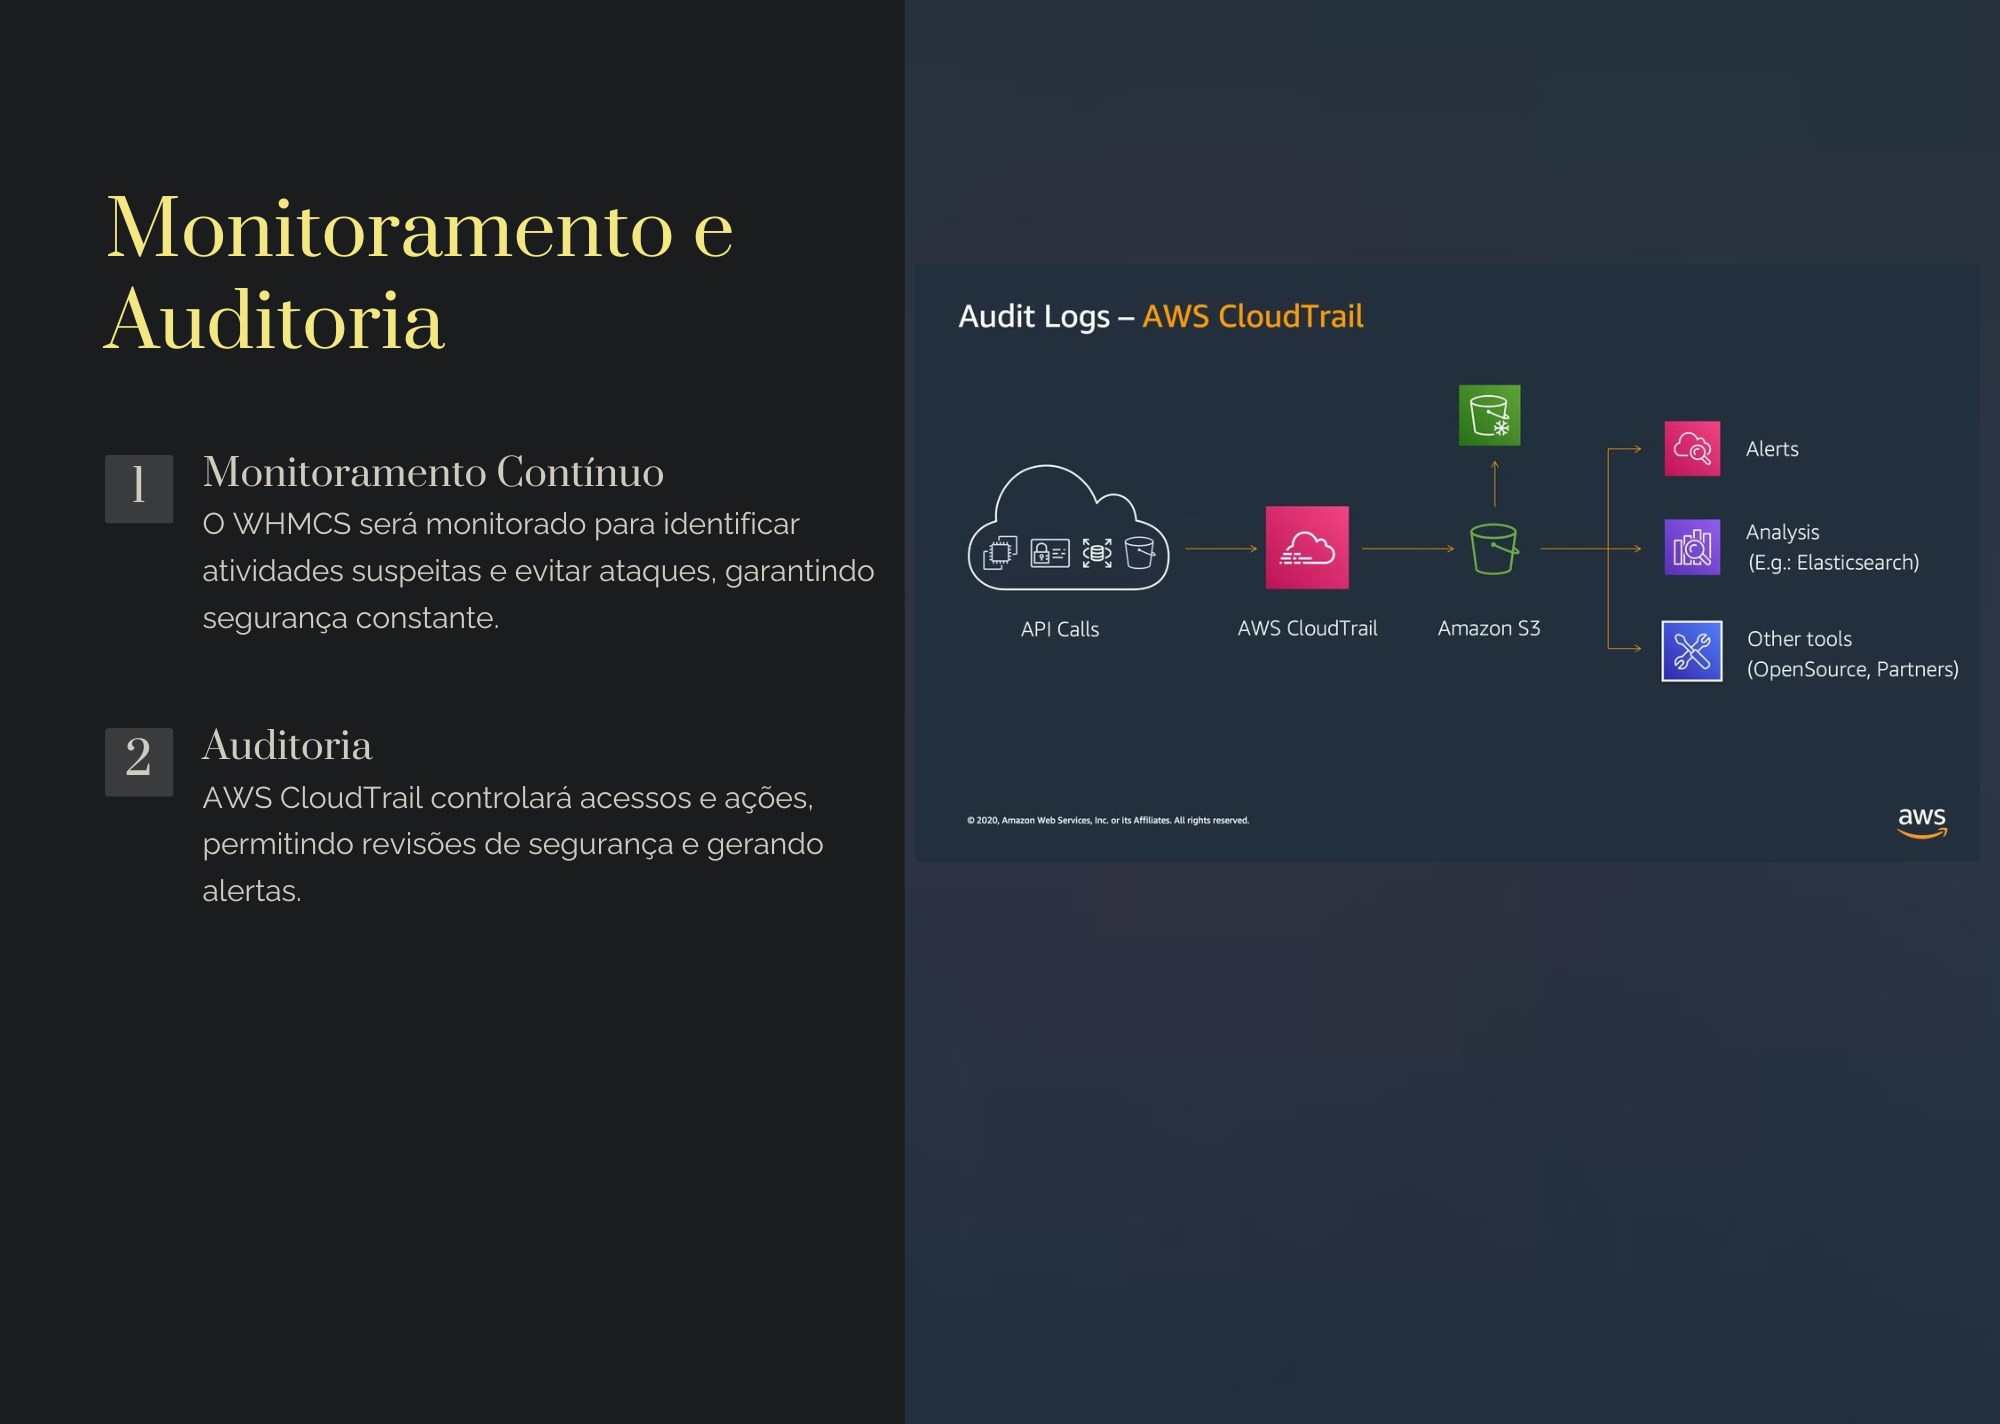 Monitoramento e
Auditoria
1
Monitoramento Contínuo
O WHMCS será monitorado para identificar
atividades suspeitas e evitar ataques, garantindo
segurança constante.
2
Auditoria
AWS CloudTrail controlará acessos e ações,
permitindo revisões de segurança e gerando
alertas.
Audit Logs – AWS CloudTrail
API Calls
AWS CloudTrail
Amazon S3
Alerts
Analysis
(E.g.: Elasticsearch)
Other tools
(OpenSource, Partners)
© 2020, Amazon Web Services, Inc. or its Affiliates. All rights reserved.
aws